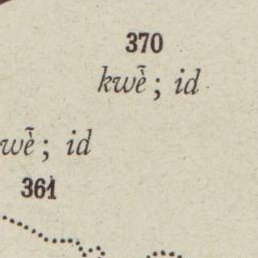 370
kwẽ̀ ; id
wẽ̀ ; id
361